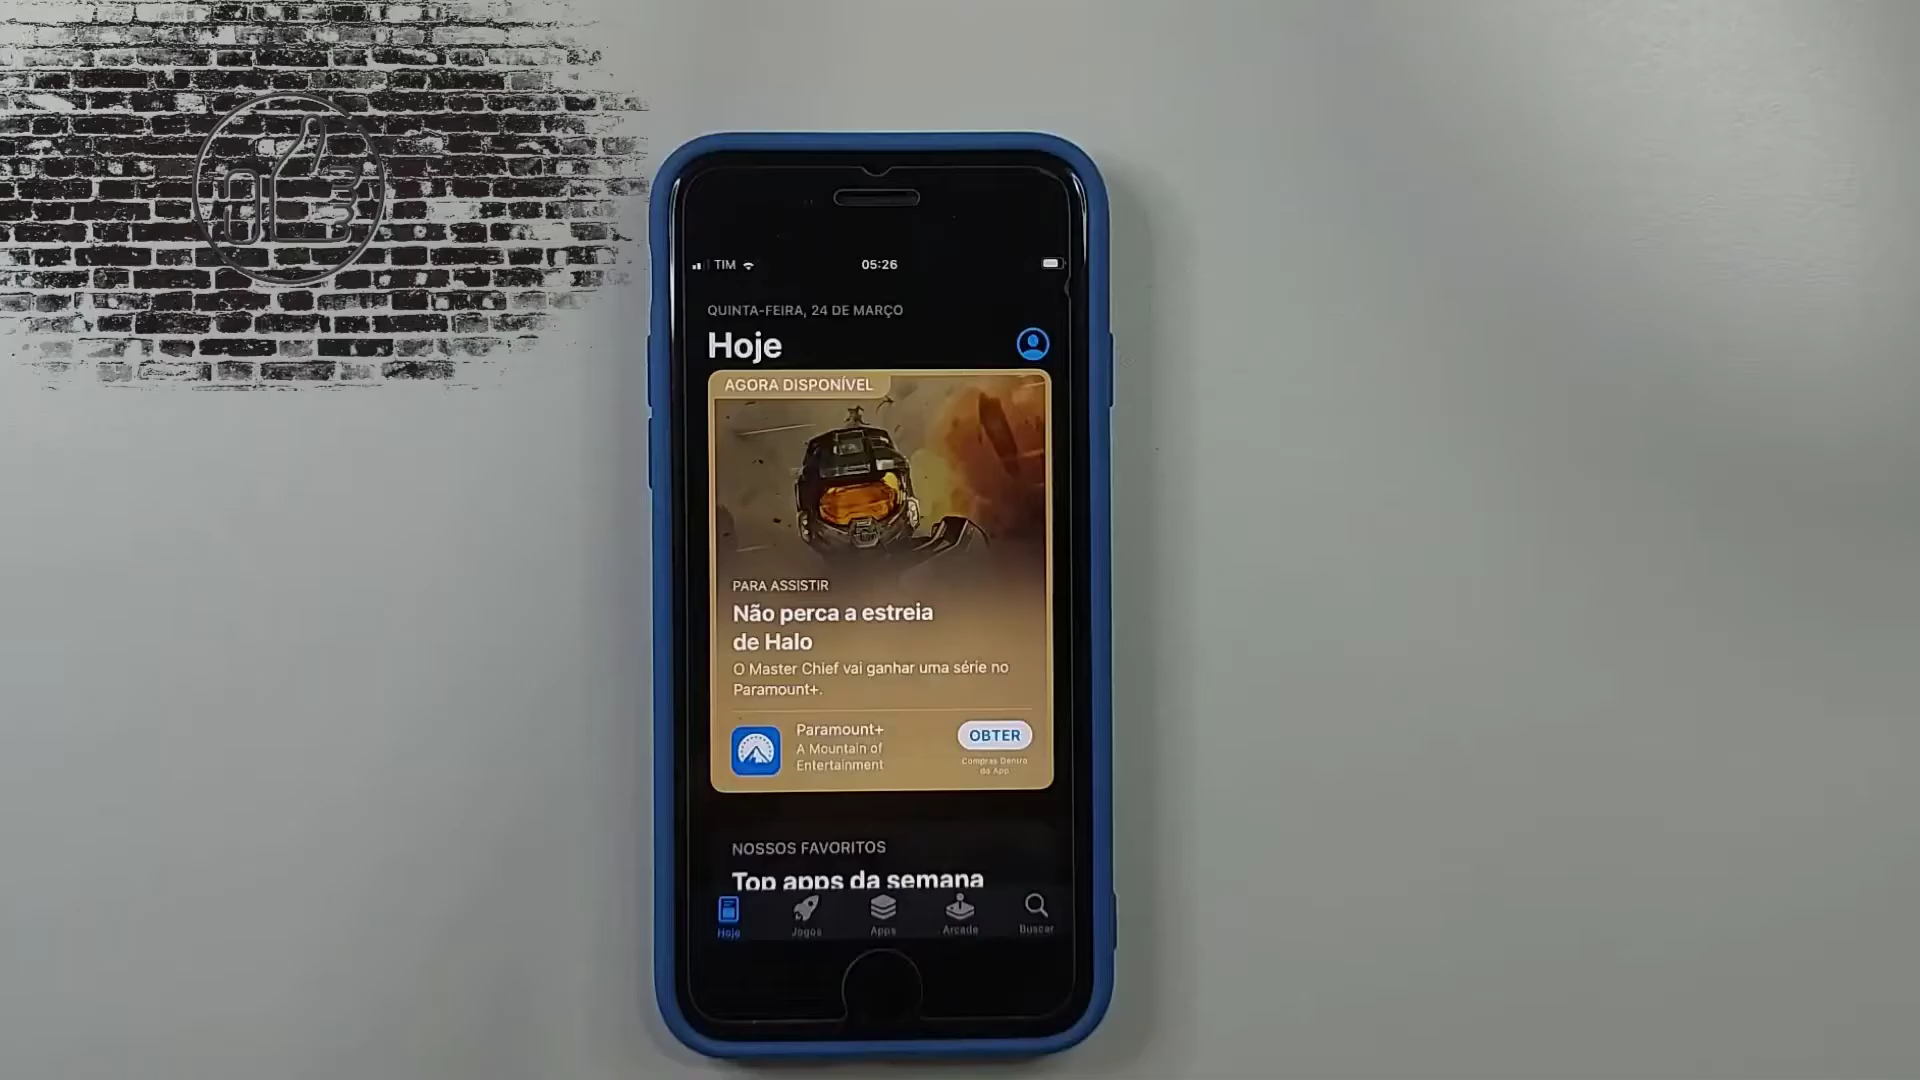 TIM
05:26
QUINTA-FEIRA, 24 DE MARÇO
Hoje
AGORA DISPONÍVEL
PARA ASSISTIR
Não perca a estreia
de Halo
O Master Chief vai ganhar uma série no
Paramount+.
Paramount+
A Mountain of
Entertainment
OBTER
Compras Dentro
do App
NOSSOS FAVORITOS
Top apps da semana
Hoje
Jogos
Apps
Arcade
Buscar